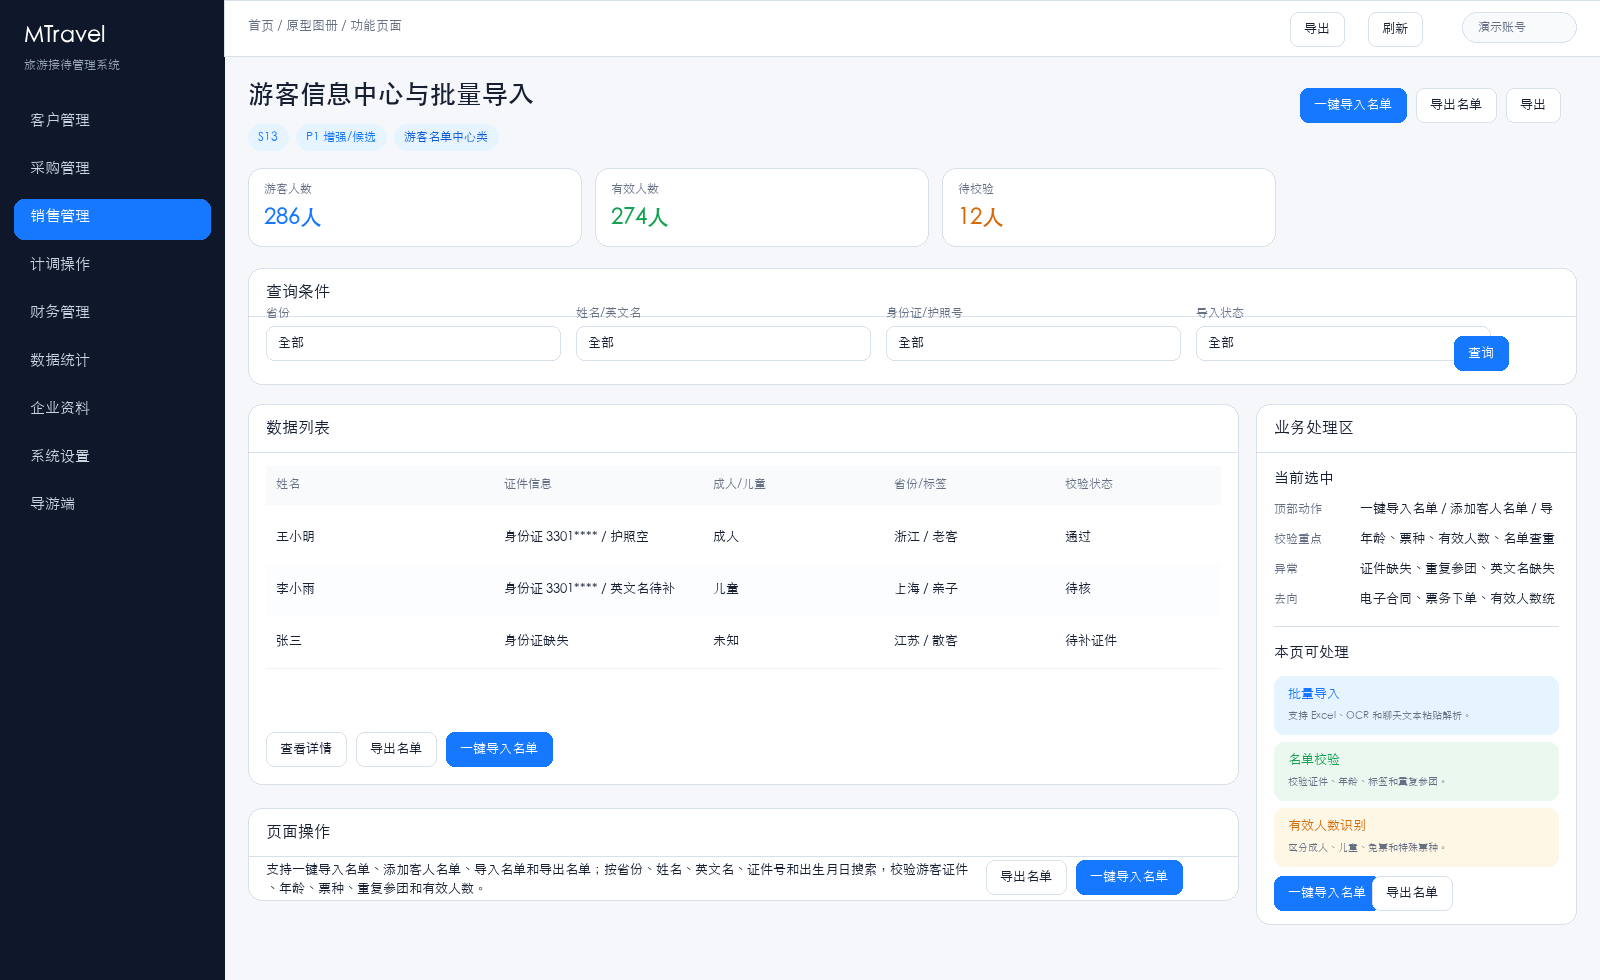 MTravel
旅游接待管理系统
客户管理
采购管理
销售管理
计调操作
财务管理
数据统计
企业资料
系统设置
导游端
首页 / 原型图册 / 功能页面
导出
刷新
演示账号
游客信息中心与批量导入
一键导入名单
导出名单
导出
S13
P1 增强/候选
游客名单中心类
游客人数
286人
有效人数
274人
待校验
12人
查询条件
省份
姓名/英文名
身份证/护照号
导入状态
全部
全部
全部
全部
查询
数据列表
姓名
证件信息
成人/儿童
省份/标签
校验状态
王小明
身份证 3301**** / 护照空
成人
浙江 / 老客
通过
李小雨
身份证 3301**** / 英文名待补
儿童
上海 / 亲子
待核
张三
身份证缺失
未知
江苏 / 散客
待补证件
查看详情
导出名单
一键导入名单
页面操作
支持一键导入名单、添加客人名单、导入名单和导出名单；按省份、姓名、英文名、证件号和出生月日搜索，校验游客证件
、年龄、票种、重复参团和有效人数。
导出名单
一键导入名单
业务处理区
当前选中
顶部动作
一键导入名单 / 添加客人名单 / 导
校验重点
年龄、票种、有效人数、名单查重
异常
证件缺失、重复参团、英文名缺失
去向
电子合同、票务下单、有效人数统
本页可处理
批量导入
支持 Excel、OCR 和聊天文本粘贴解析。
名单校验
校验证件、年龄、标签和重复参团。
有效人数识别
区分成人、儿童、免票和特殊票种。
一键导入名单
导出名单